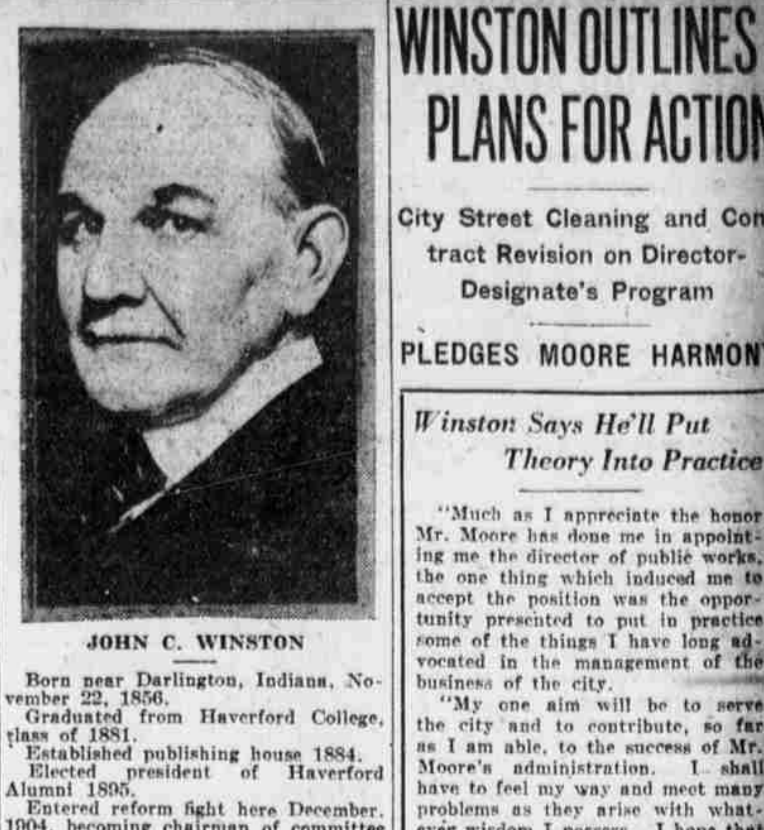 JOHN C. WINSTON
Born near Darlington, Indiana, No-
vember 22, 1856.
Graduated from Haverford College,
class of 1881.
Established publishing house 1884.
Elected president of Haverford
Alumni 1895.
Entered reform fight here December,
1904, becoming chairman of committee
WINSTON OUTLINES
PLANS FOR ACTION
City Street Cleaning and Con
tract Revision on Director-
Designate's Program
PLEDGES MOORE HARMONY
Winston Says He'll Put
Theory Into Practice
"Much as I appreciate the honor
Mr. Moore has done me in appoint-
ing me the director of public works,
the one thing which induced me to
accept the position was the oppor-
tunity presented to put in practice
some of the things I have long ad-
vocated in the management of the
business of the city.
"My one aim will be to serve
the city and to contribute, so far
as I am able, to the success of Mr.
Moore's administration. I shall
have to feel my way and meet many
problems as they arise with what-
ever wisdom I possess. I hope that